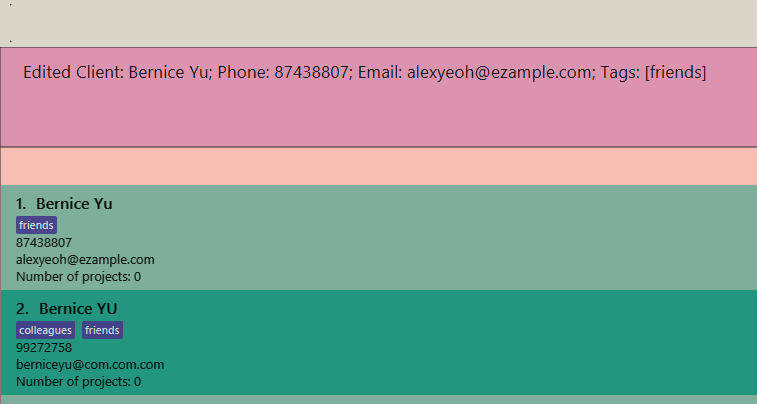 Edited Client: Bernice Yu; Phone: 87438807; Email: alexyeoh@ezample.com; Tags: [friends]
1. Bernice Yu
friends
87438807
alexyeoh@ezample.com
Number of projects: 0
2. Bernice YU
colleagues friends
99272758
berniceyu@com.com.com
Number of projects: 0